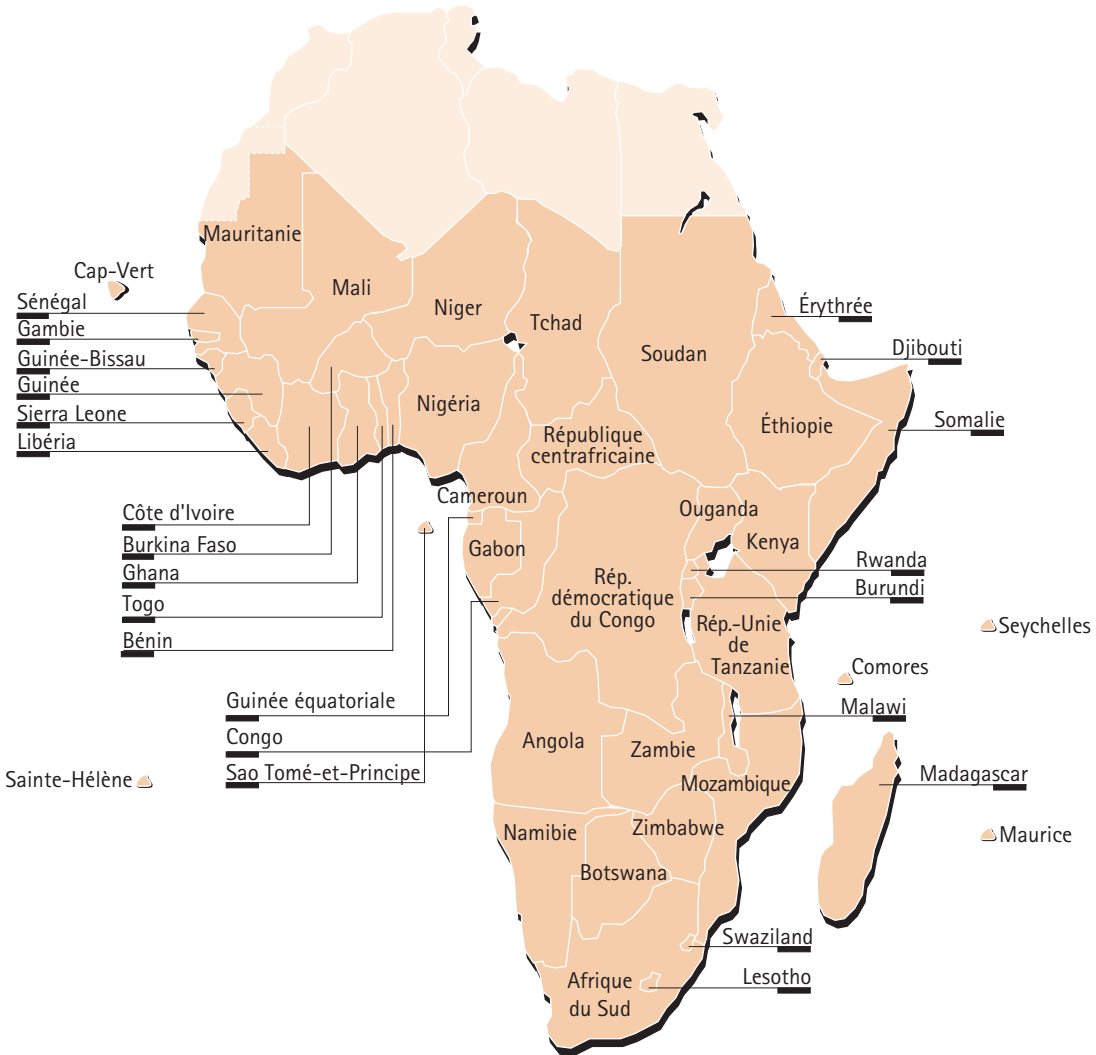 Mauritanie
Cap-Vert
Mali
Niger
Tchad
Soudan
Érythrée
Djibouti
Sénégal
Gambie
Guinée-Bissau
Guinée
Sierra Leone
Libéria
Nigéria
République
centrafricaine
Éthiopie
Somalie
Côte d'Ivoire
Burkina Faso
Ghana
Togo
Bénin
Cameroun
Gabon
Ouganda
Kenya
Rwanda
Burundi
Rép.
démocratique
du Congo
Rép.-Unie
de
Tanzanie
Seychelles
Comores
Malawi
Guinée équatoriale
Congo
Sao Tomé-et-Principe
Sainte-Hélène
Angola
Zambie
Mozambique
Madagascar
Maurice
Namibie
Zimbabwe
Botswana
Swaziland
Lesotho
Afrique
du Sud